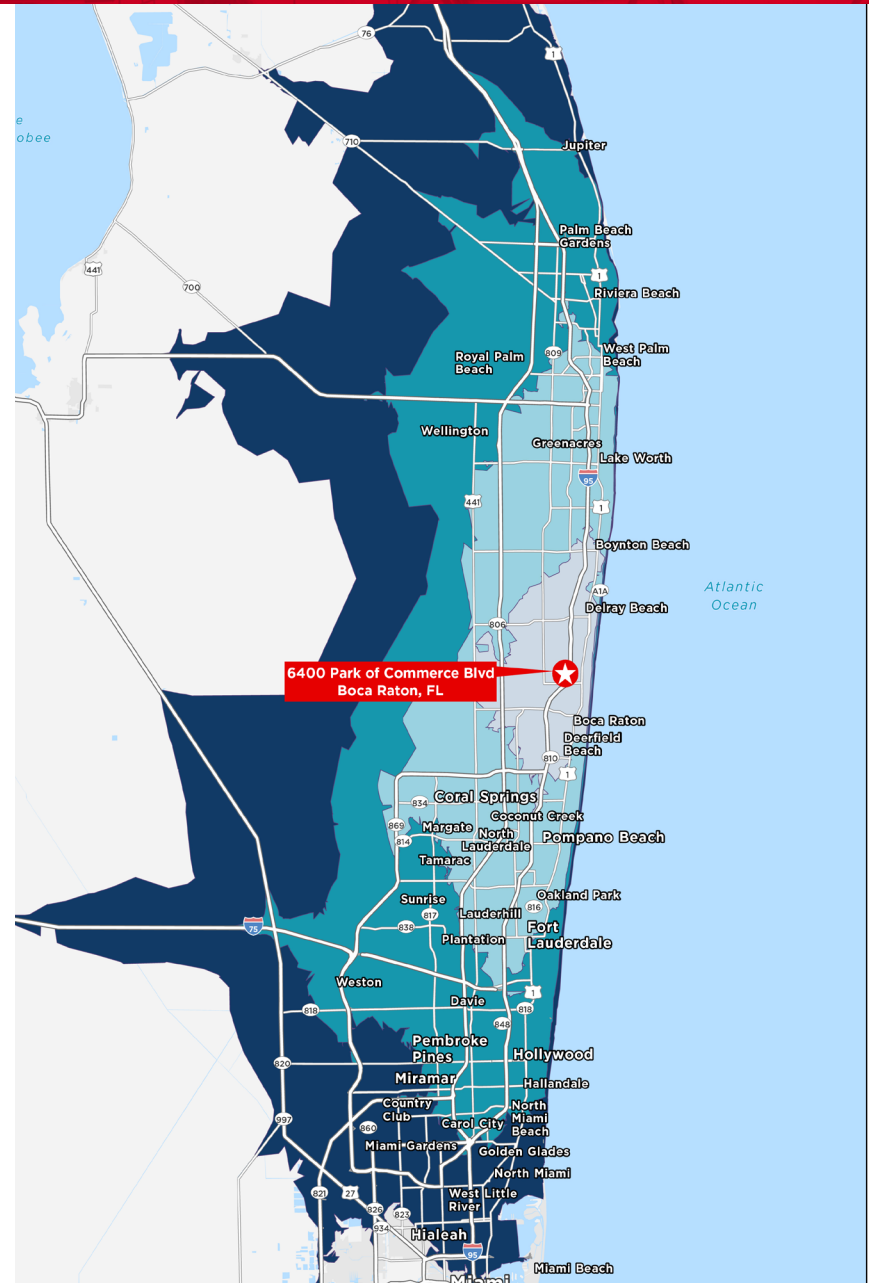 76
1
e
obee
710
Jupiter
Palm Beach
Gardens
441
1
700
Riviera Beach
West Palm
Beach
Royal Palm
Beach
809
Wellington
Greenacres
Lake Worth
95
441
1
Boynton Beach
Atlantic
Ocean
A1A
Delray Beach
806
6400 Park of Commerce Blvd
Boca Raton, FL
Boca Raton
Deerfield
Beach
810
1
Coral Springs
834
Coconut Creek
869
Margate
North
Lauderdale
Pompano Beach
814
Tamarac
Sunrise
Oakland Park
817
Lauderhill
816
75
838
Plantation
Fort
Lauderdale
Weston
1
Davie
818
818
848
Pembroke
Pines
Hollywood
820
Miramar
Hallandale
Country
Club
North
Miami
Beach
997
860
Carol City
Miami Gardens
Golden Glades
North Miami
821
27
West Little
River
826
823
934
Hialeah
95
Miami Beach
Miami